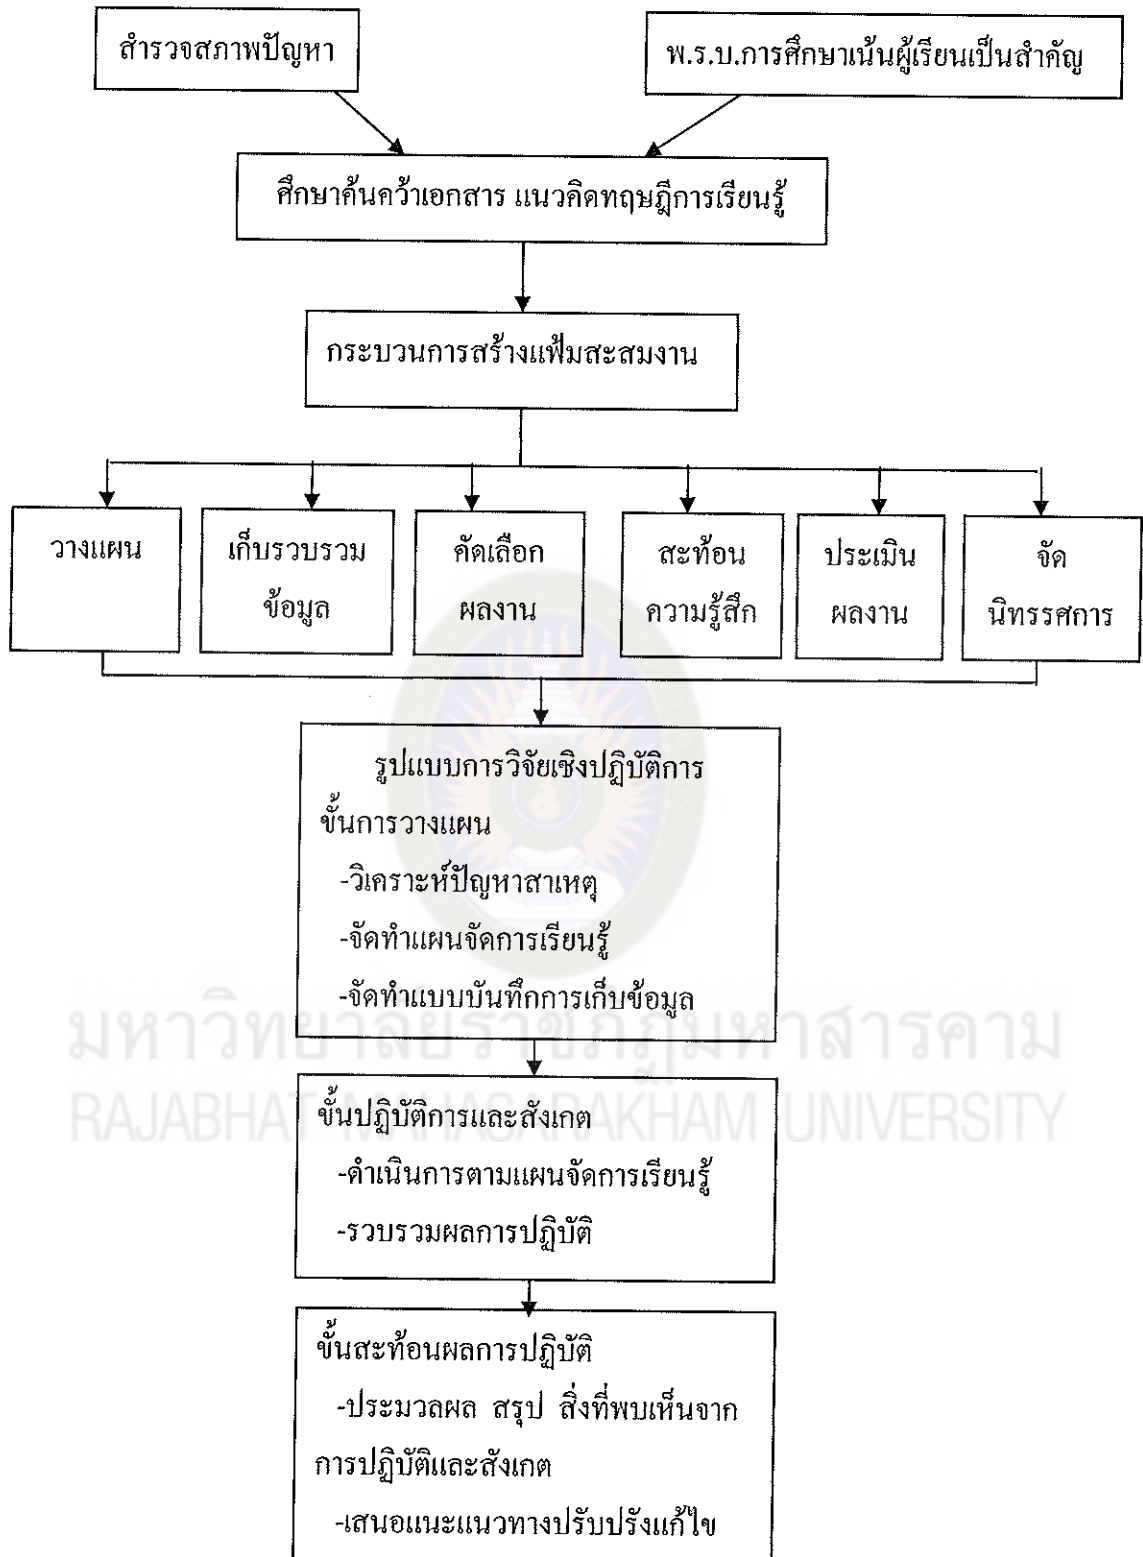 สำรวจสภาพปัญหา
พ.ร.บ.การศึกษาเน้นผู้เรียนเป็นสำคัญ
ศึกษาค้นคว้าเอกสาร แนวคิดทฤษฎีการเรียนรู้
กระบวนการสร้างแฟ้มสะสมงาน
วางแผน
เก็บรวบรวม
ข้อมูล
คัดเลือก
ผลงาน
สะท้อน
ความรู้สึก
ประเมิน
ผลงาน
จัด
นิทรรศการ
รูปแบบการวิจัยเชิงปฏิบัติการ
ขั้นการวางแผน
-วิเคราะห์ปัญหาสาเหตุ
-จัดทำแผนจัดการเรียนรู้
-จัดทำแบบบันทึกการเก็บข้อมูล
มหาวิทยาลัยราชภัฏมหาสารคาม
RAJABHAT MAHASARAKHAM UNIVERSITY
ขั้นปฏิบัติการและสังเกต
-ดำเนินการตามแผนจัดการเรียนรู้
-รวบรวมผลการปฏิบัติ
ขั้นสะท้อนผลการปฏิบัติ
-ประมวลผล สรุป สิ่งที่พบเห็นจาก
การปฏิบัติและสังเกต
-เสนอแนะแนวทางปรับปรังแก้ไข